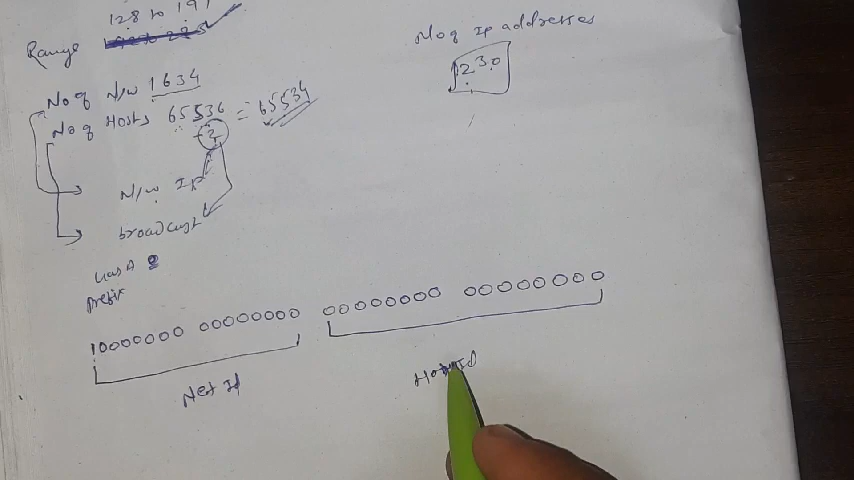 128 to 191
Range
No of N/W 1634
No of Hosts 65536 = 65534
-2
N/W Ip
broadcast
class
prefix
10000000 00000000 00000000 00000000
Net Id
Host Id
No of Ip addresses
2 30